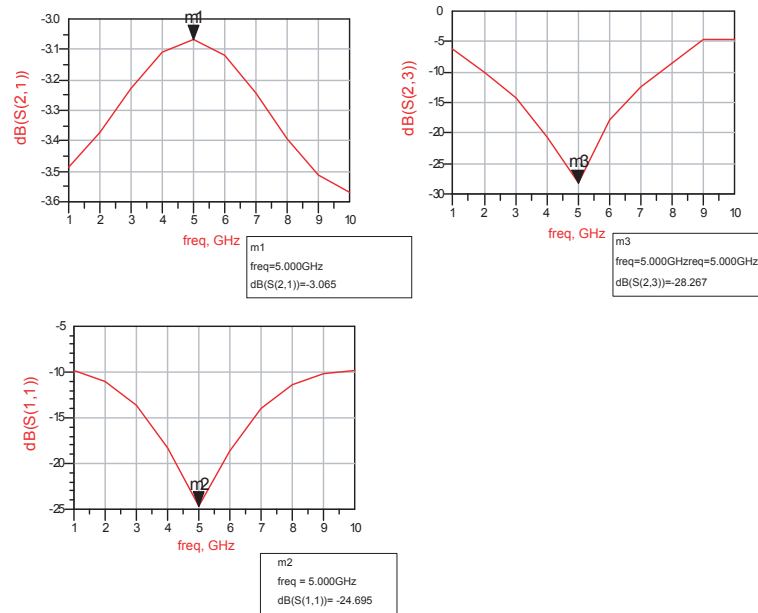 m1
-3.0
-3.1
-3.2
-3.3
-3.4
-3.5
-3.6
dB(S(2,1))
1 2 3 4 5 6 7 8 9 10
freq, GHz
m1
freq=5.000GHz
dB(S(2,1))=-3.065
0
-5
-10
-15
-20
-25
-30
dB(S(2,3))
m3
1 2 3 4 5 6 7 8 9 10
freq, GHz
m3
freq=5.000GHzreq=5.000GHz
dB(S(2,3))=-28.267
-5
-10
-15
-20
-25
dB(S(1,1))
m2
1 2 3 4 5 6 7 8 9 10
freq, GHz
m2
freq = 5.000GHz
dB(S(1,1))= -24.695